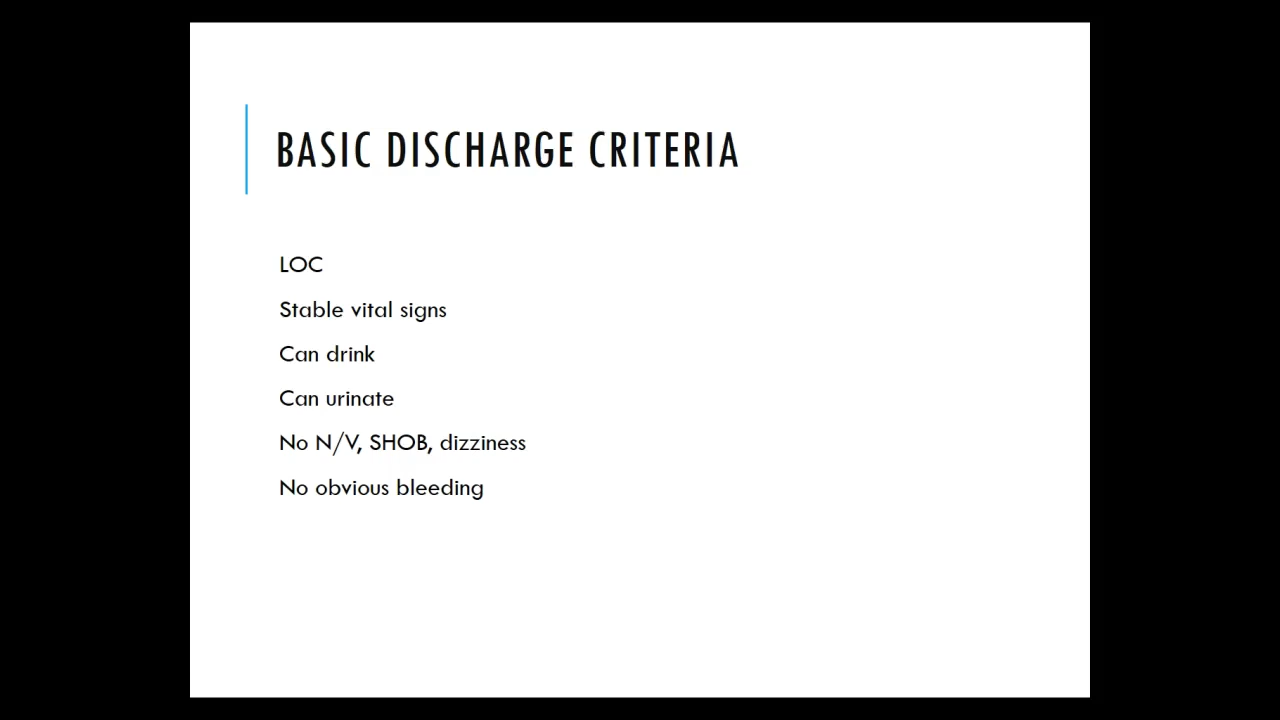 BASIC DISCHARGE CRITERIA
LOC
Stable vital signs
Can drink
Can urinate
No N/V, SHOB, dizziness
No obvious bleeding